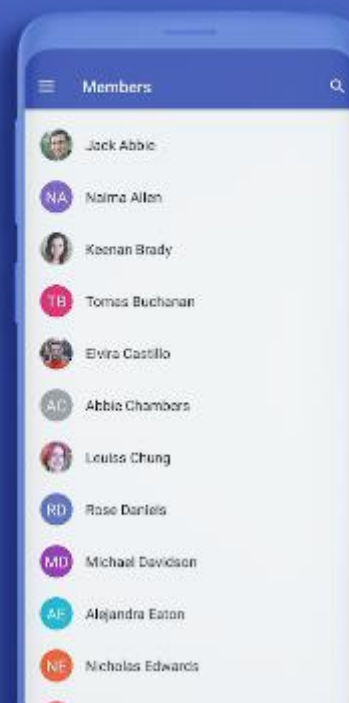 Members
Jack Abbie
NA Naima Allen
Keenan Brady
TB Tomas Buchanan
Elvira Castillo
AC Abbie Chambers
Louiss Chung
RD Rose Daniels
MD Michael Davidson
AE Alejandra Eaton
NE Nicholas Edwards